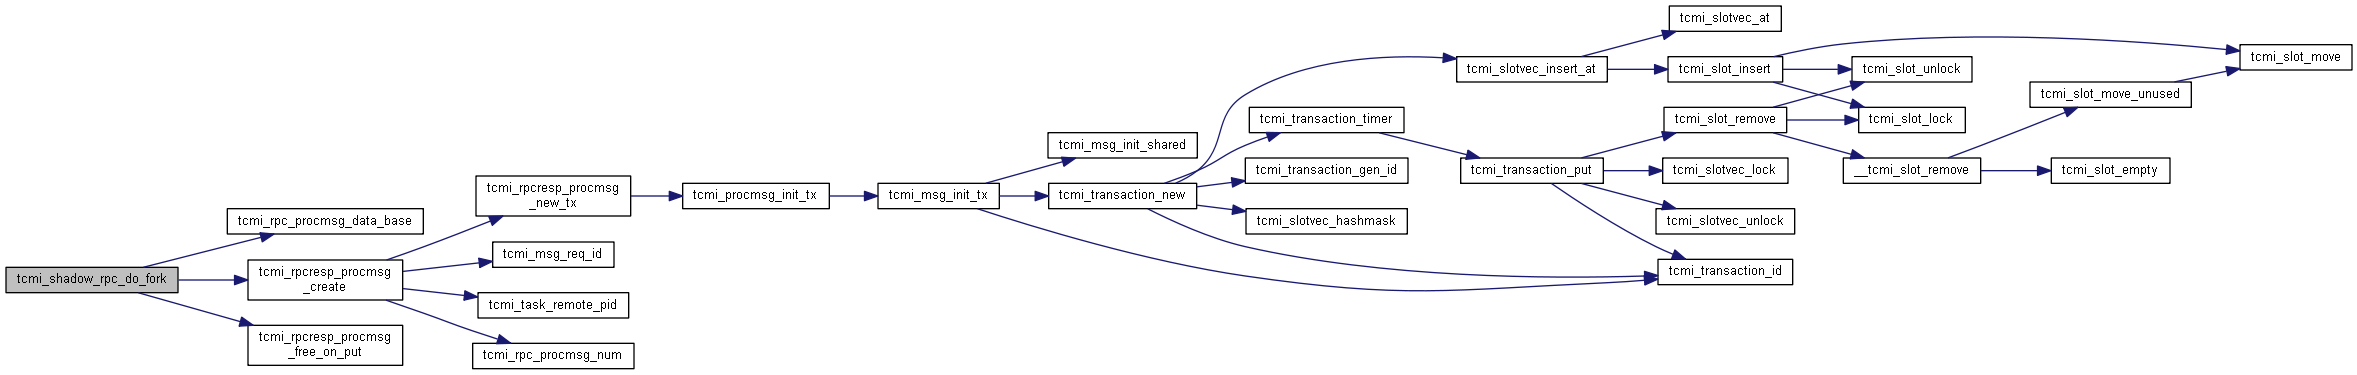 tcmi_shadow_rpc_do_fork
tcmi_rpc_procmsg_data_base
tcmi_rpcresp_procmsg
_create
tcmi_rpcresp_procmsg
_free_on_put
tcmi_rpcresp_procmsg
_new_tx
tcmi_msg_req_id
tcmi_task_remote_pid
tcmi_rpc_procmsg_num
tcmi_procmsg_init_tx
tcmi_msg_init_tx
tcmi_msg_init_shared
tcmi_transaction_new
tcmi_transaction_timer
tcmi_transaction_gen_id
tcmi_slotvec_hashmask
tcmi_slotvec_insert_at
tcmi_transaction_put
tcmi_slotvec_at
tcmi_slot_insert
tcmi_slot_remove
tcmi_slotvec_lock
tcmi_slotvec_unlock
tcmi_transaction_id
tcmi_slot_unlock
tcmi_slot_lock
__tcmi_slot_remove
tcmi_slot_move_unused
tcmi_slot_empty
tcmi_slot_move